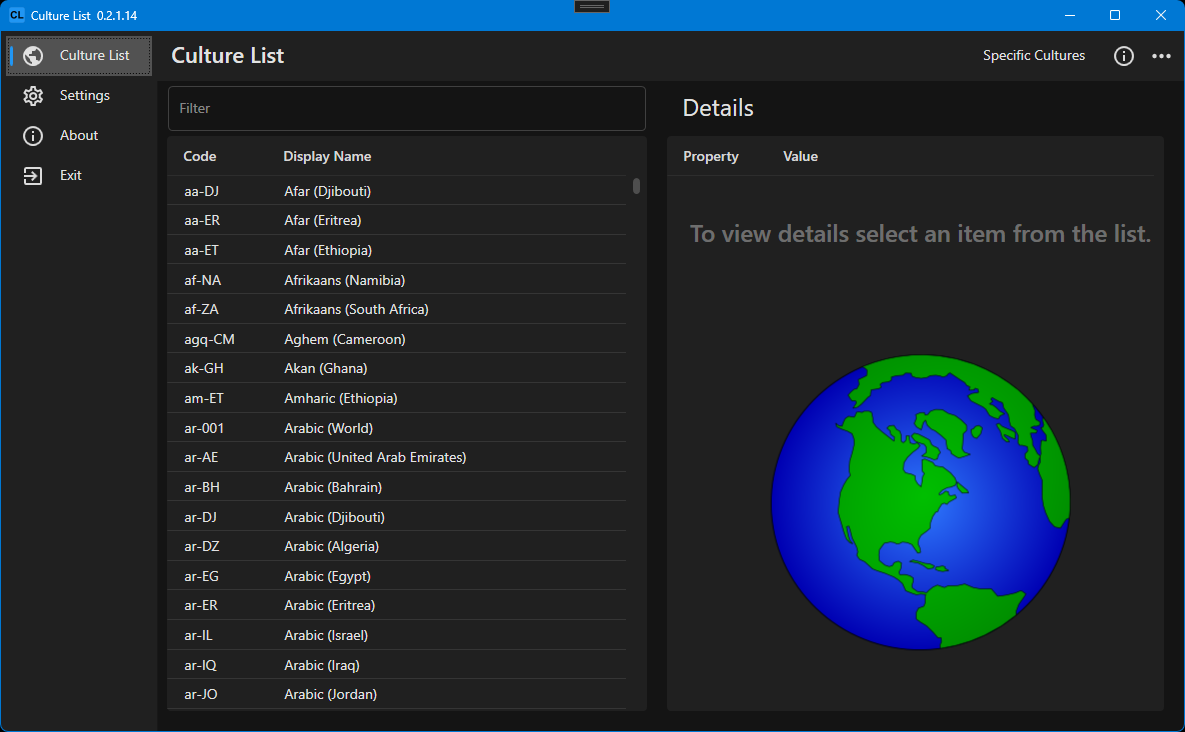 CL Culture List 0.2.1.14
Culture List
Settings
About
Exit
Culture List
Specific Cultures
Filter
Code Display Name
aa-DJ Afar (Djibouti)
aa-ER Afar (Eritrea)
aa-ET Afar (Ethiopia)
af-NA Afrikaans (Namibia)
af-ZA Afrikaans (South Africa)
agq-CM Aghem (Cameroon)
ak-GH Akan (Ghana)
am-ET Amharic (Ethiopia)
ar-001 Arabic (World)
ar-AE Arabic (United Arab Emirates)
ar-BH Arabic (Bahrain)
ar-DJ Arabic (Djibouti)
ar-DZ Arabic (Algeria)
ar-EG Arabic (Egypt)
ar-ER Arabic (Eritrea)
ar-IL Arabic (Israel)
ar-IQ Arabic (Iraq)
ar-JO Arabic (Jordan)
Details
Property Value
To view details select an item from the list.